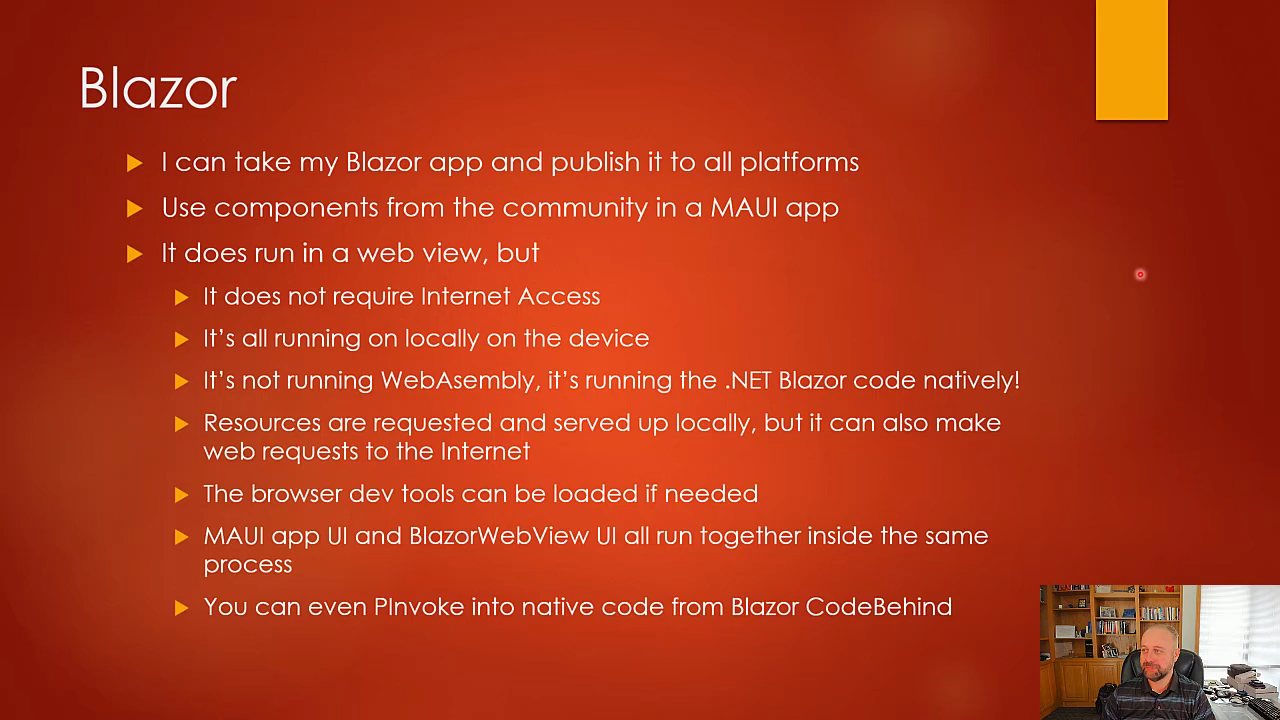 Blazor
I can take my Blazor app and publish it to all platforms
Use components from the community in a MAUI app
It does run in a web view, but
It does not require Internet Access
It's all running on locally on the device
It's not running WebAsembly, it's running the .NET Blazor code natively!
Resources are requested and served up locally, but it can also make
web requests to the Internet
The browser dev tools can be loaded if needed
MAUI app UI and BlazorWebView UI all run together inside the same
process
You can even PInvoke into native code from Blazor CodeBehind